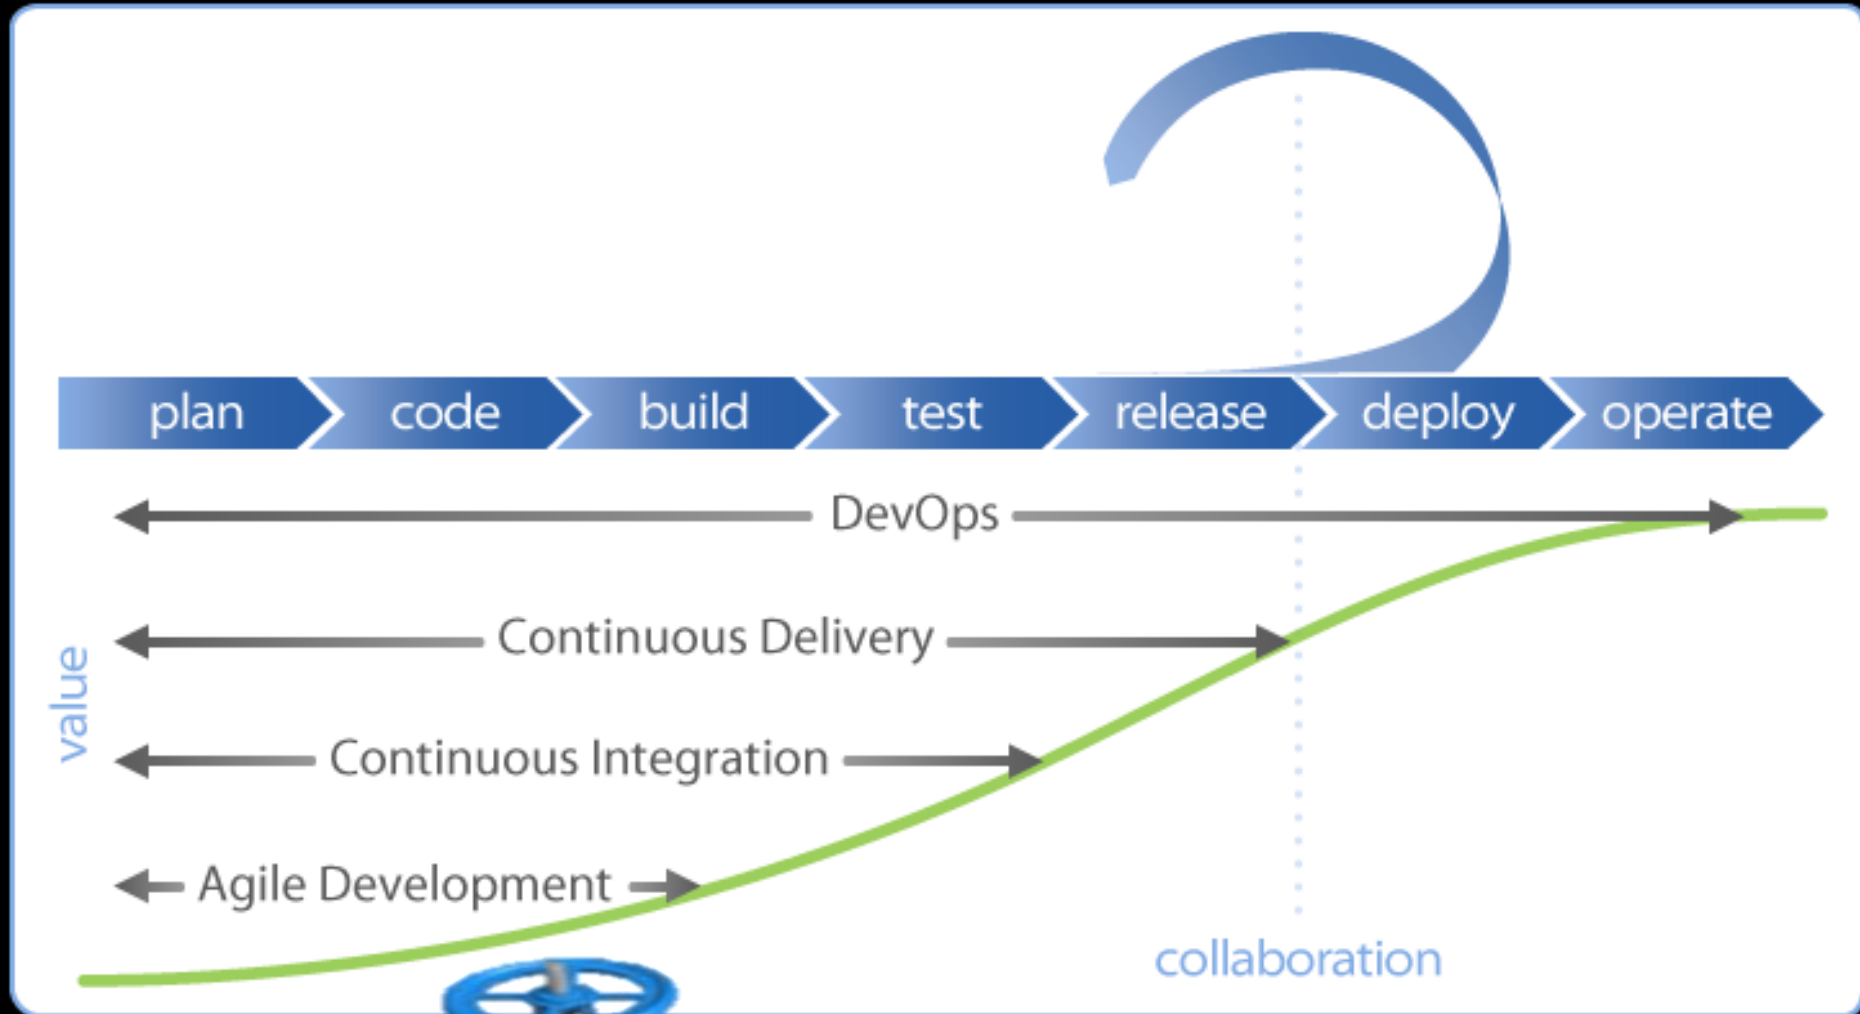 plan code build test release deploy operate
DevOps
Continuous Delivery
value
Continuous Integration
Agile Development
collaboration